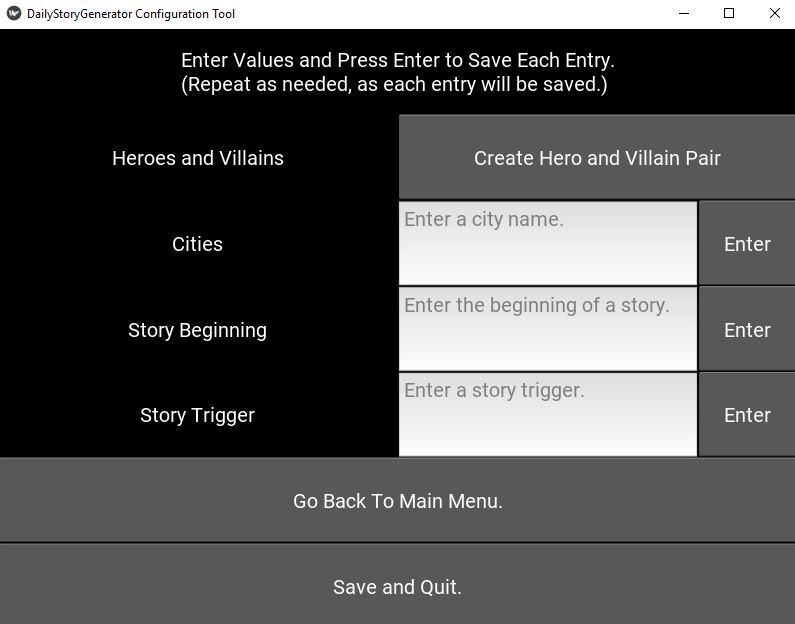 DailyStoryGenerator Configuration Tool
Enter Values and Press Enter to Save Each Entry.
(Repeat as needed, as each entry will be saved.)
Heroes and Villains
Create Hero and Villain Pair
Cities
Enter a city name.
Enter
Story Beginning
Enter the beginning of a story.
Enter
Story Trigger
Enter a story trigger.
Enter
Go Back To Main Menu.
Save and Quit.